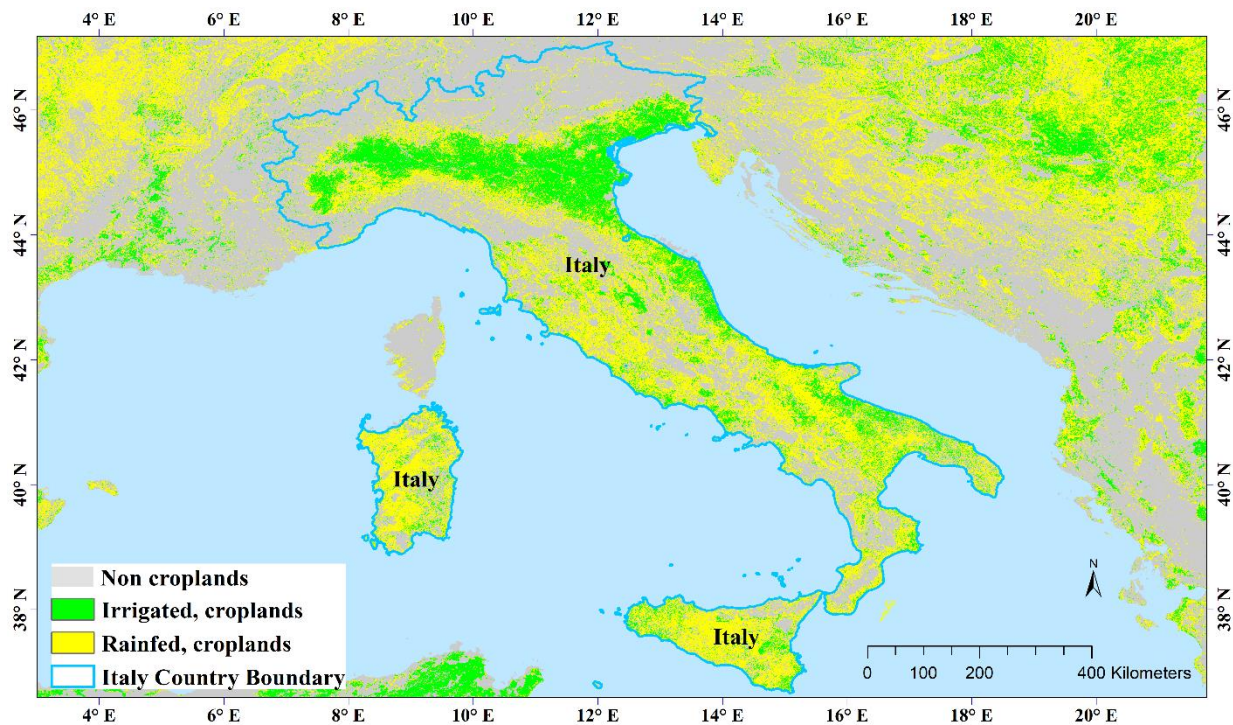 4° E 6° E 8° E 10° E 12° E 14° E 16° E 18° E 20° E
46° N 46° N
44° N 44° N
Italy
42° N 42° N
Italy
40° N 40° N
Non croplands
Irrigated, croplands
Rainfed, croplands
Italy Country Boundary
N
38° N 38° N
Italy
0 100 200 400 Kilometers
4° E 6° E 8° E 10° E 12° E 14° E 16° E 18° E 20° E